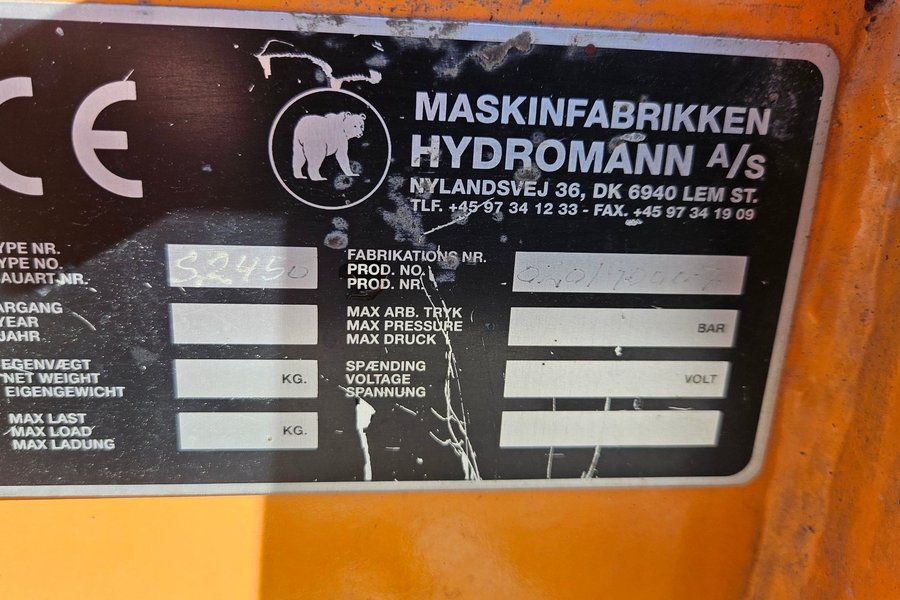 CE
MASKINFABRIKKEN
HYDROMANN A/S
NYLANDSVEJ 36, DK 6940 LEM ST.
TLF. +45 97 34 12 33 - FAX. +45 97 34 19 09
YPE NR.
YPE NO.
AUART-NR.
S2450
FABRIKATIONS NR.
PROD. NO.
PROD. NR.
ARGANG
YEAR
JAHR
MAX ARB. TRYK
MAX PRESSURE
MAX DRUCK
BAR
EGENVÆGT
NET WEIGHT
EIGENGEWICHT
KG.
SPÆNDING
VOLTAGE
SPANNUNG
VOLT
MAX LAST
MAX LOAD
MAX LADUNG
KG.